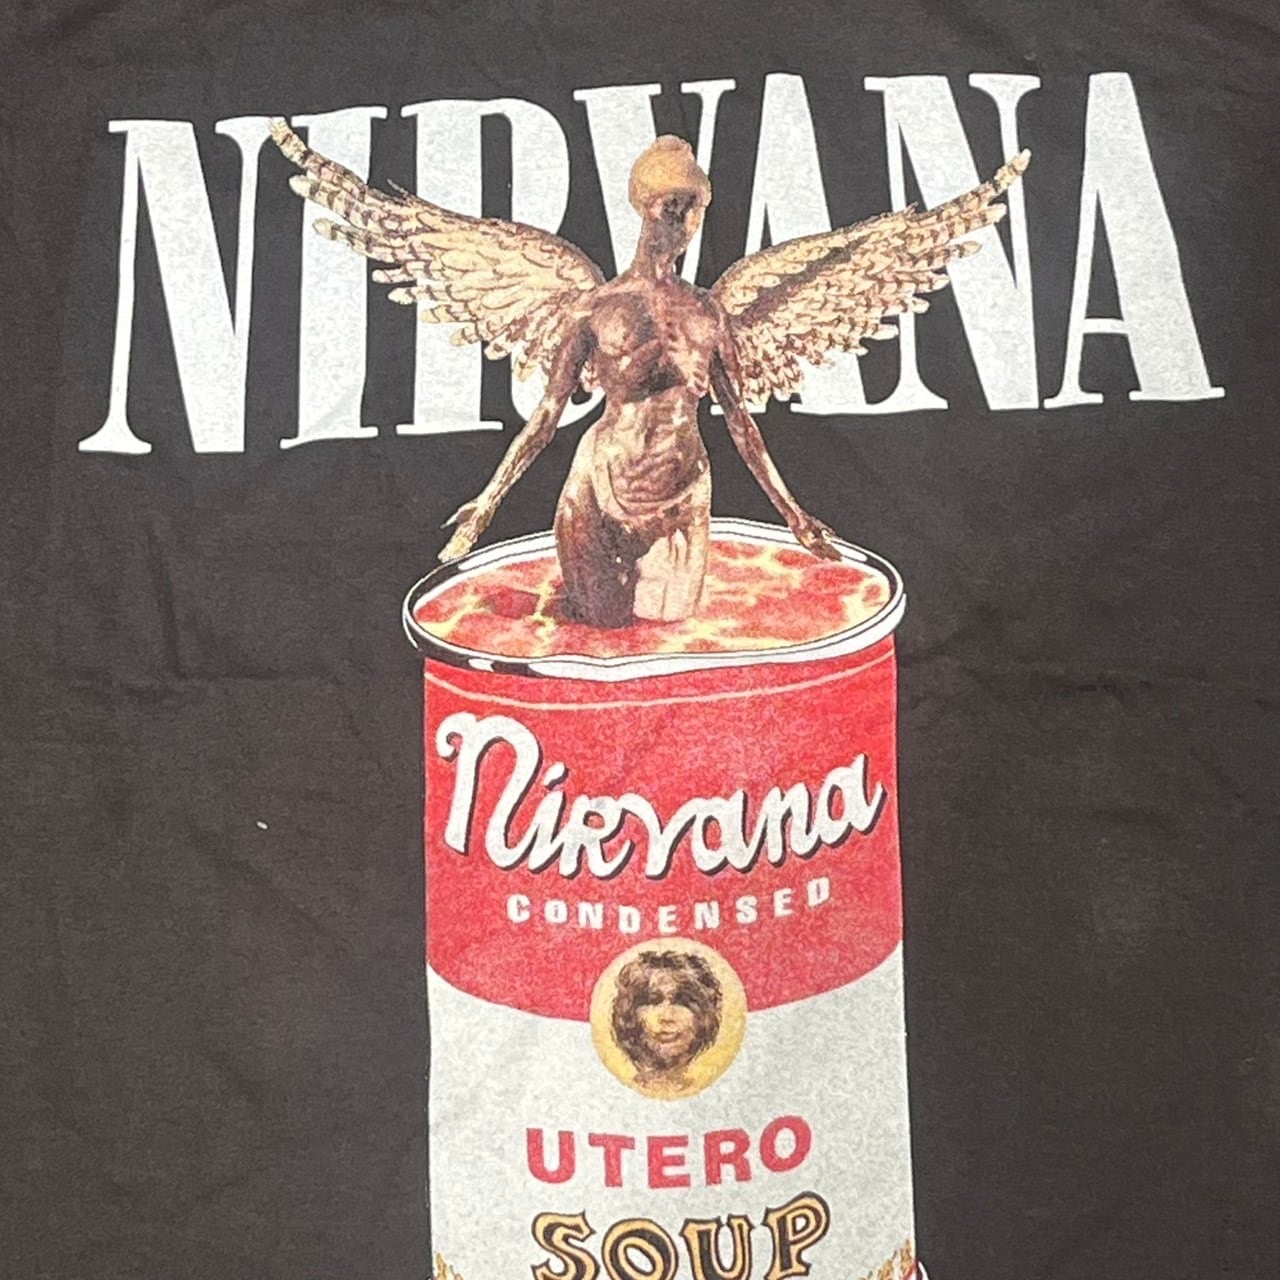 NIRVANA
Nirvana
CONDENSED
UTERO
SOUP